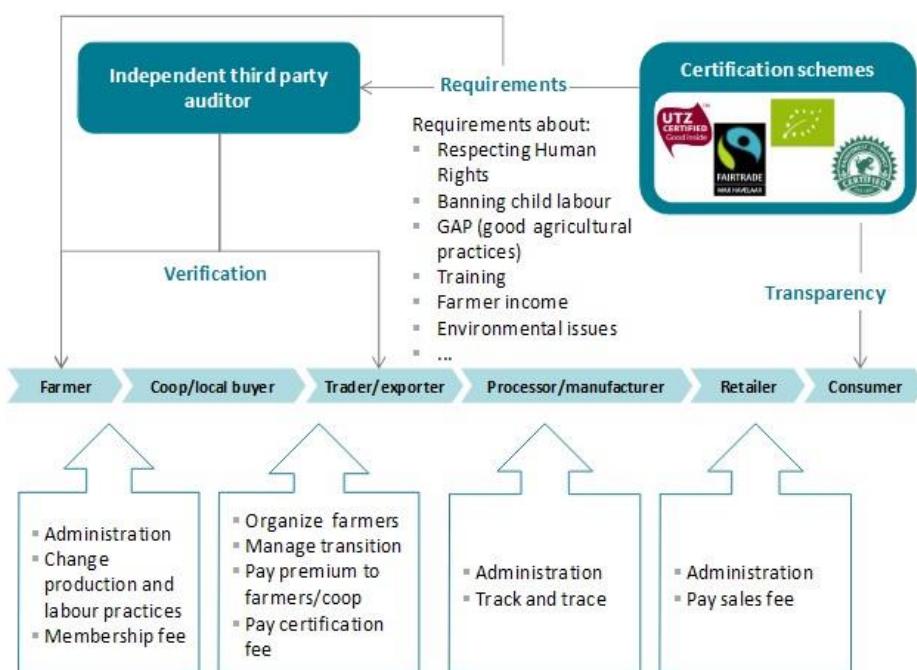 Independent third party
auditor
Requirements
Certification schemes
UTZ
CERTIFIED
Good inside
FAIRTRADE
MAX HAVELAAR
CERTIFIED
Requirements about:
▪ Respecting Human
Rights
▪ Banning child labour
▪ GAP (good agricultural
practices)
▪ Training
▪ Farmer income
▪ Environmental issues
▪ ...
Verification
Transparency
Farmer
Coop/local buyer
Trader/exporter
Processor/manufacturer
Retailer
Consumer
▪ Administration
▪ Change
production and
labour practices
▪ Membership fee
▪ Organize farmers
▪ Manage transition
▪ Pay premium to
farmers/coop
▪ Pay certification
fee
▪ Administration
▪ Track and trace
▪ Administration
▪ Pay sales fee